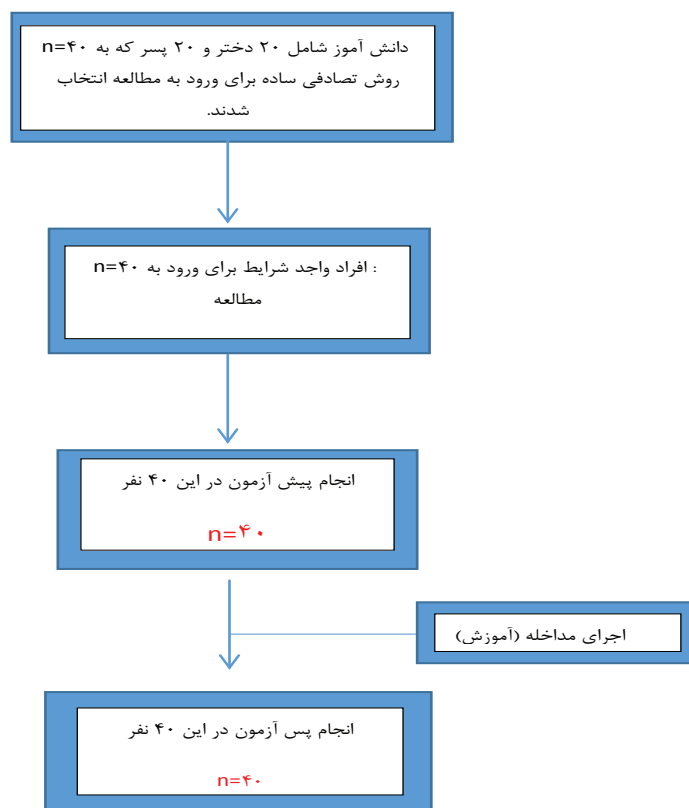 n=۴۰ دانش آموز شامل ۲۰ دختر و ۲۰ پسر که به
روش تصادفی ساده برای ورود به مطالعه انتخاب
شدند.
n=۴۰ : افراد واجد شرایط برای ورود به
مطالعه
انجام پیش آزمون در این ۴۰ نفر
n=۴۰
اجرای مداخله (آموزش)
انجام پس آزمون در این ۴۰ نفر
n=۴۰